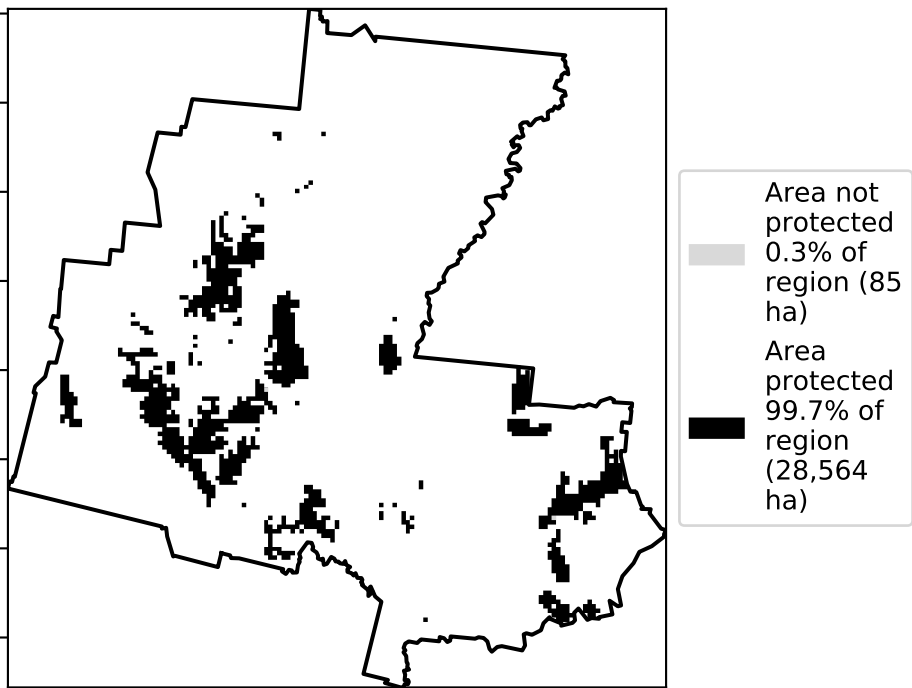 Area not
protected
0.3% of
region (85
ha)
Area
protected
99.7% of
region
(28,564
ha)